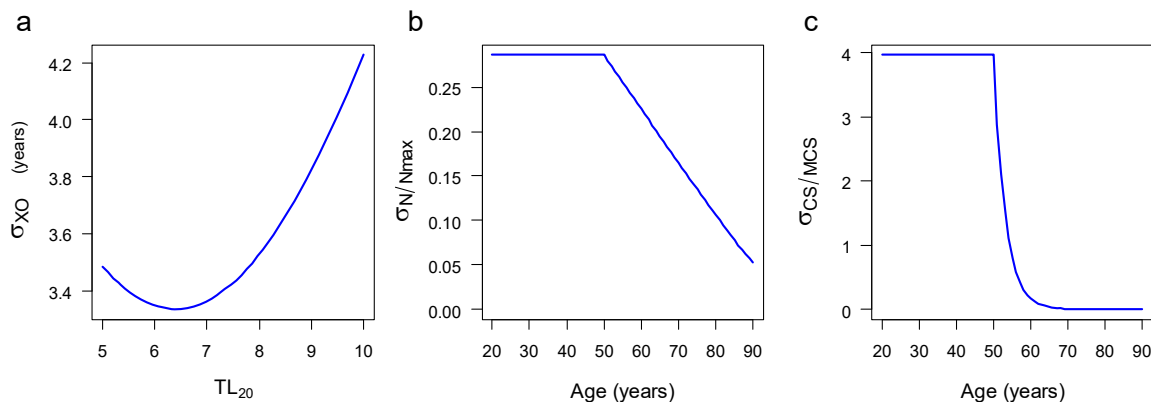 a
σXO (years)
4.2
4.0
3.8
3.6
3.4
5 6 7 8 9 10
TL20
b
σN/Nmax
0.25
0.20
0.15
0.10
0.05
0.00
20 30 40 50 60 70 80 90
Age (years)
c
σCS/MCS
4
3
2
1
0
20 30 40 50 60 70 80 90
Age (years)